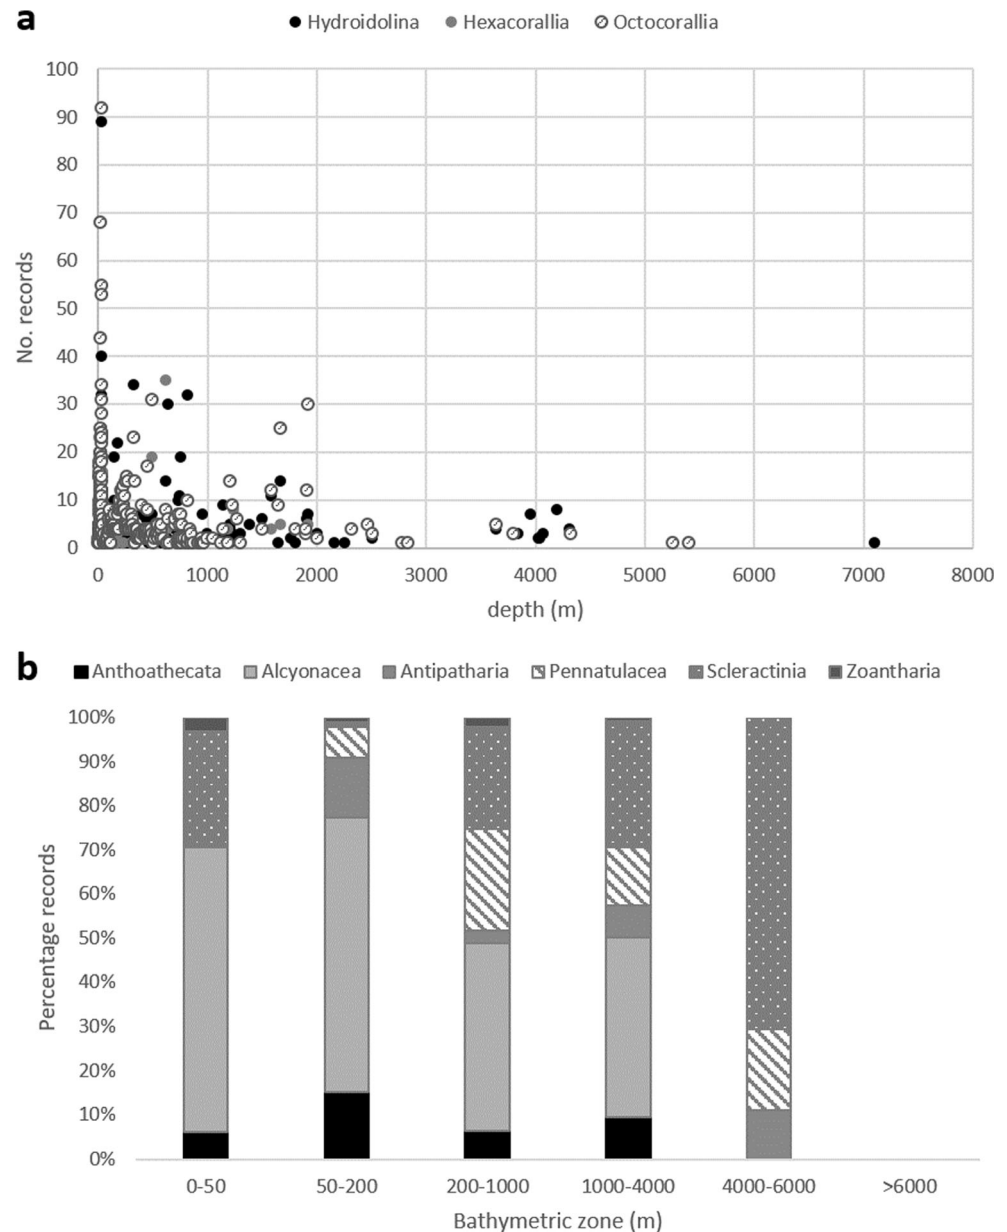 a
Hydroidolina Hexacorallia Octocorallia
100
90
80
70
60
50
40
30
20
10
0
No. records
0 1000 2000 3000 4000 5000 6000 7000 8000
depth (m)
b
Anthoathecata Alcyonacea Antipatharia Pennatulacea Scleractinia Zoantharia
100%
90%
80%
70%
60%
50%
40%
30%
20%
10%
0%
Percentage records
0-50 50-200 200-1000 1000-4000 4000-6000 >6000
Bathymetric zone (m)